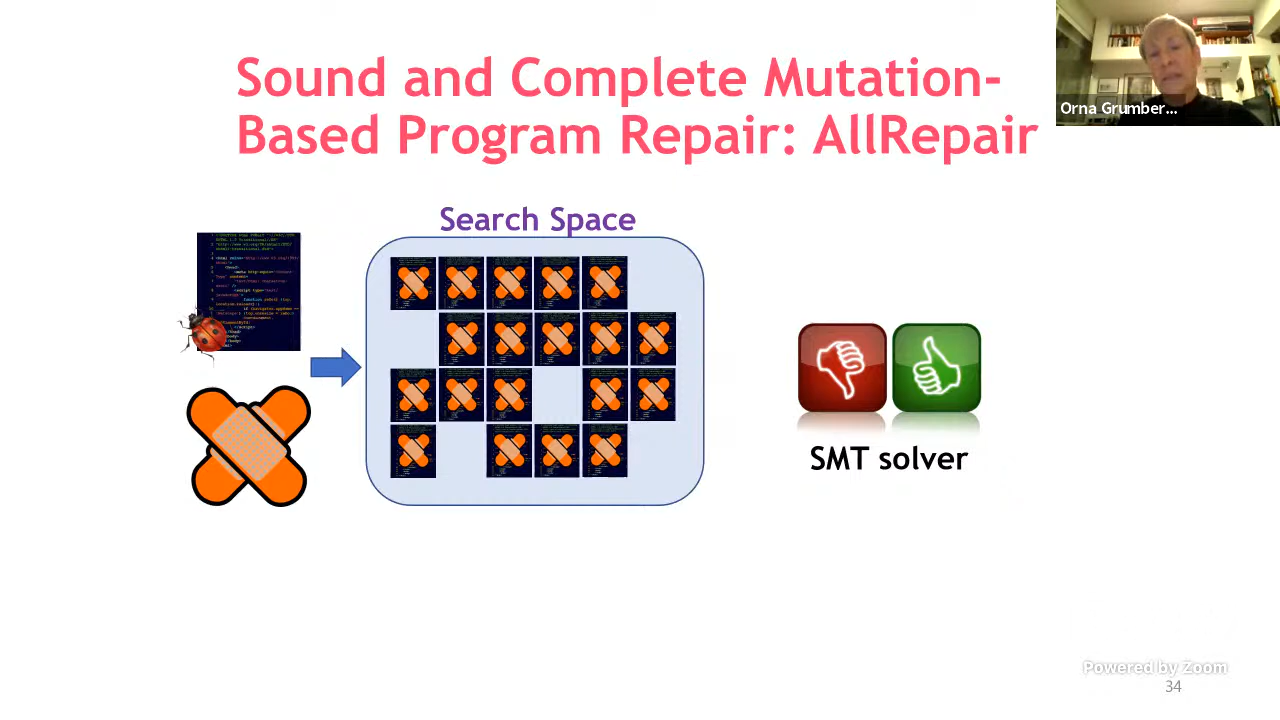 Sound and Complete Mutation-
Based Program Repair: AllRepair
Orna Grumber...
Search Space
SMT solver
Powered by Zoom
34